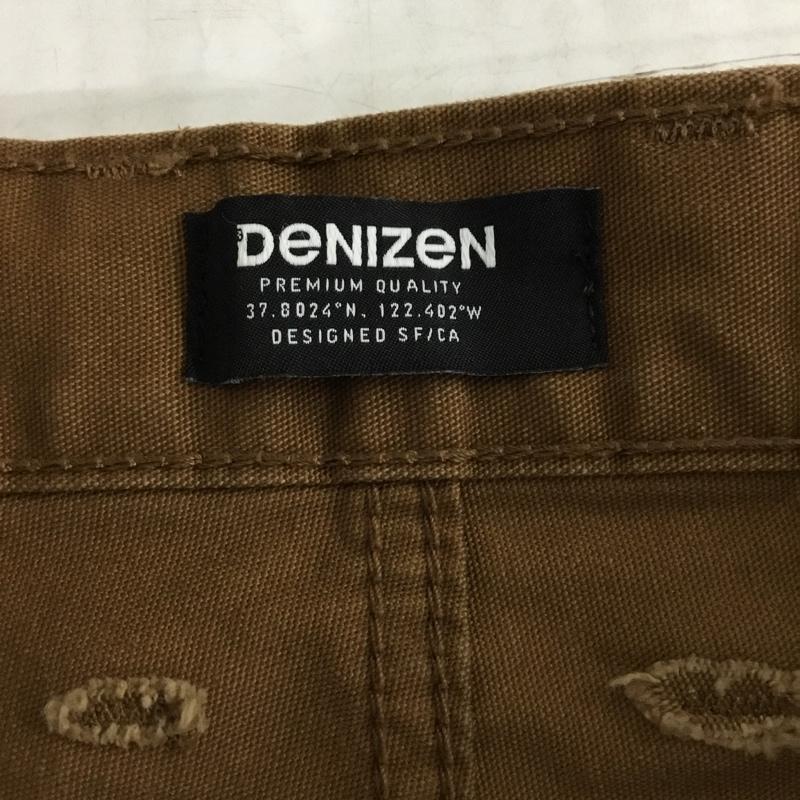 DeNIZeN
PREMIUM QUALITY
37.8024°N, 122.402°W
DESIGNED SF/CA